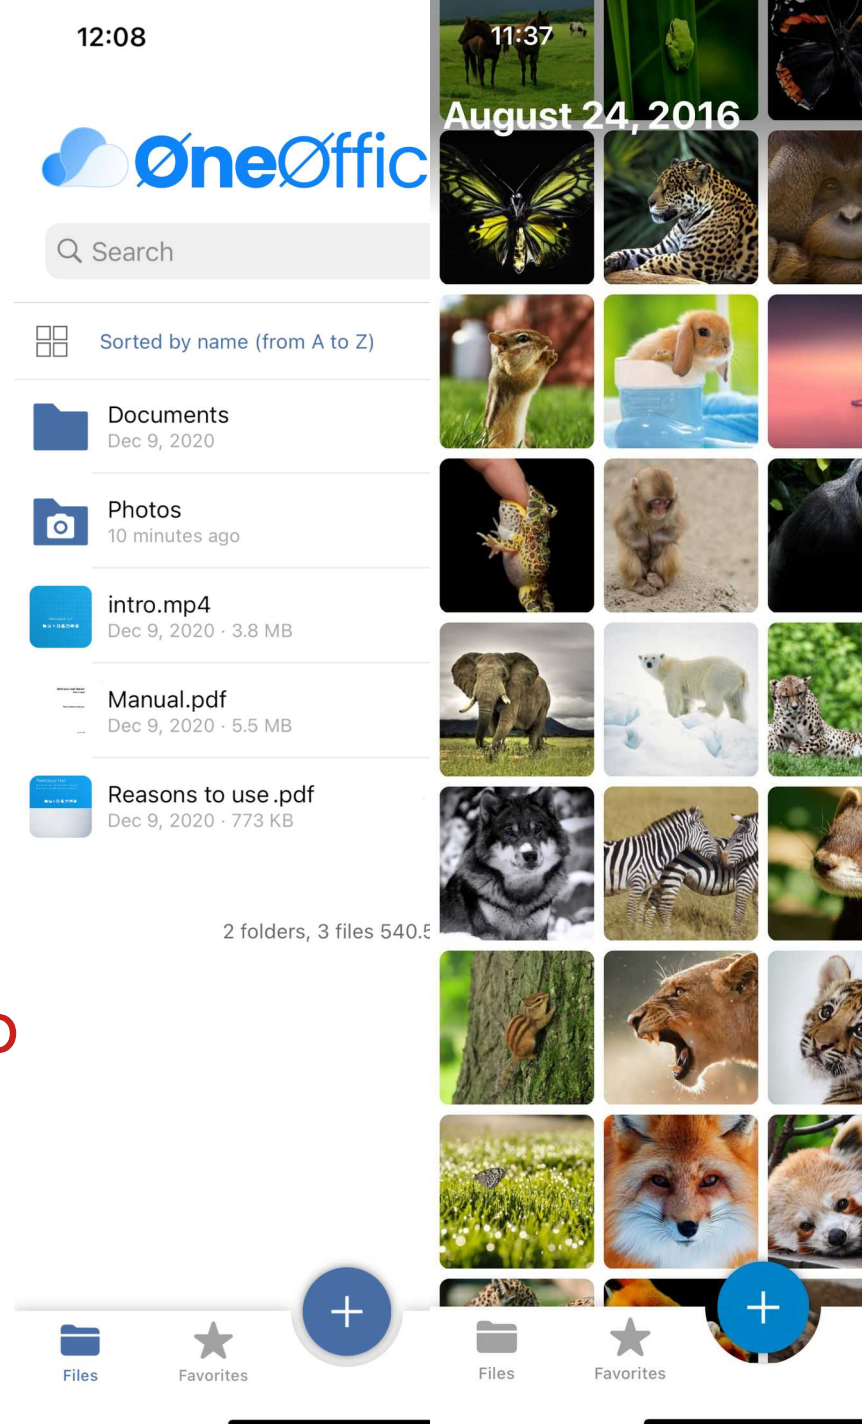 12:08
ØneØffic
Search
Sorted by name (from A to Z)
Documents
Dec 9, 2020
Photos
10 minutes ago
intro.mp4
Dec 9, 2020 · 3.8 MB
Manual.pdf
Dec 9, 2020 · 5.5 MB
Reasons to use.pdf
Dec 9, 2020 · 773 KB
2 folders, 3 files 540.5
Files
Favorites
11:37
August 24, 2016
Files
Favorites